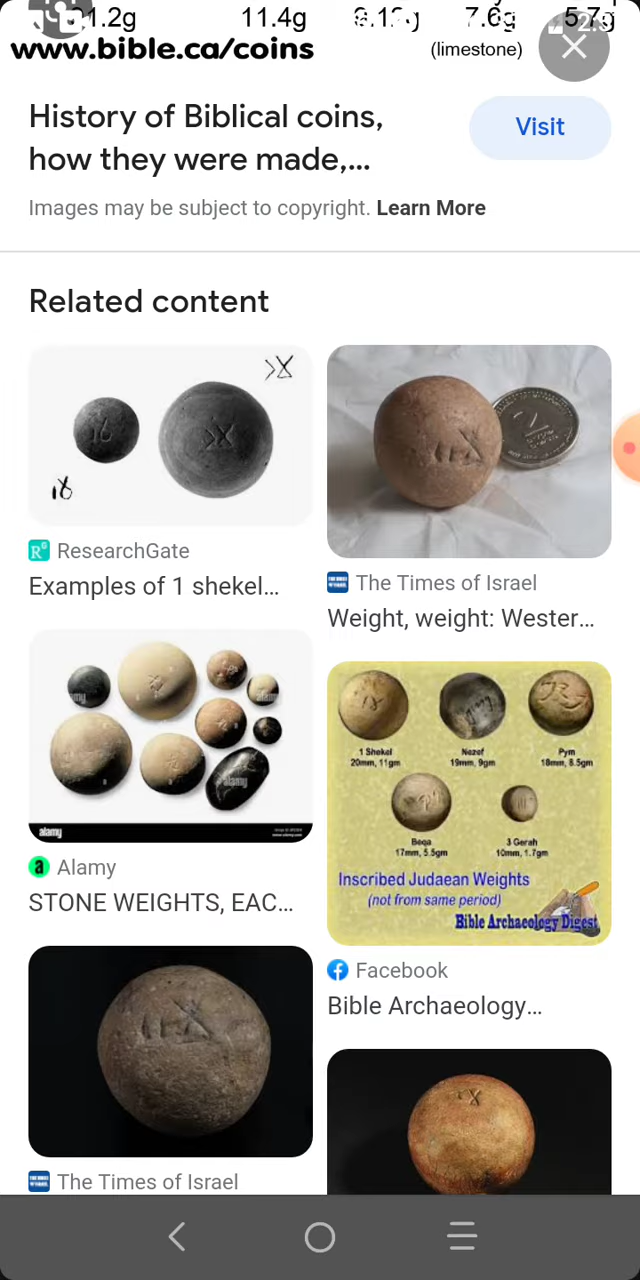 11.4g
7.6g
5.7g
www.bible.ca/coins
(limestone)
History of Biblical coins,
how they were made,...
Visit
Images may be subject to copyright. Learn More
Related content
ResearchGate
Examples of 1 shekel...
The Times of Israel
Weight, weight: Wester...
alamy
Alamy
STONE WEIGHTS, EAC...
1 Shekel
20mm, 11gm
Nezef
19mm, 9gm
Pym
18mm, 8.5gm
Beqa
17mm, 5.5gm
3 Gerah
10mm, 1.7gm
Inscribed Judaean Weights
(not from same period)
Bible Archaeology Digest
Facebook
Bible Archaeology...
The Times of Israel